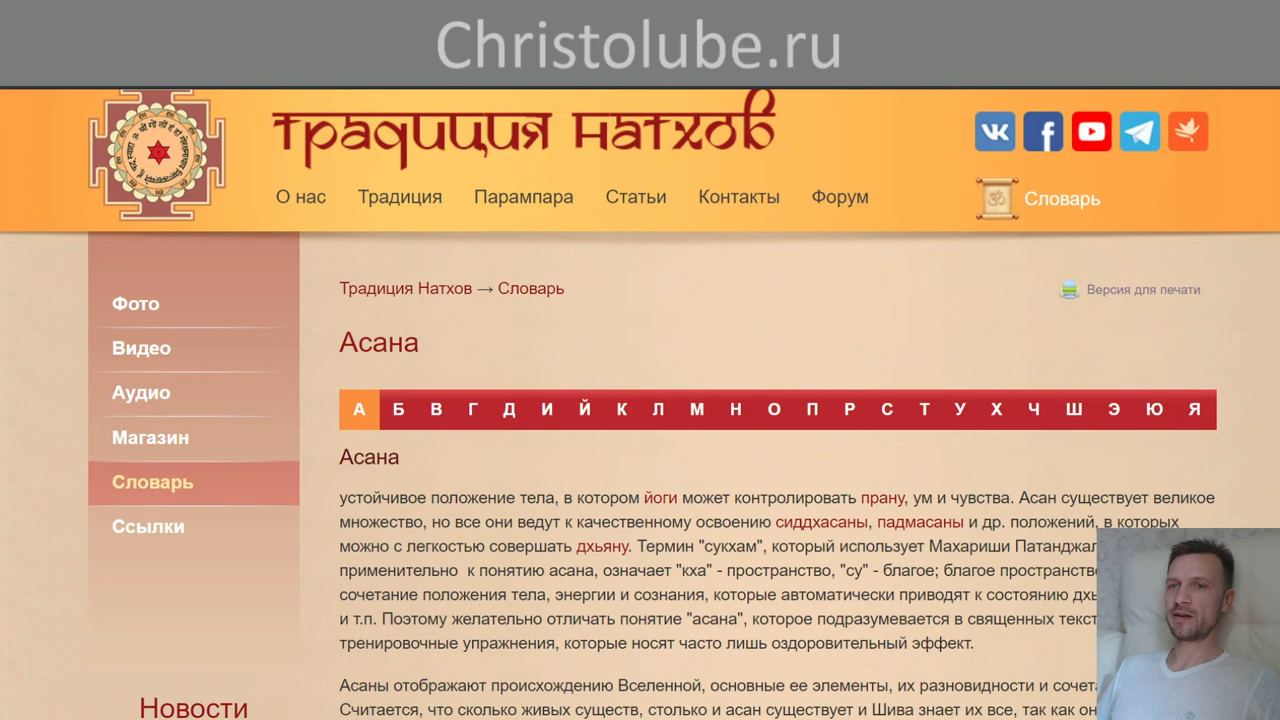 Christolube.ru
традиция натхов
О нас Традиция Парампара Статьи Контакты Форум
Словарь
Фото
Видео
Аудио
Магазин
Словарь
Ссылки
Новости
Традиция Натхов → Словарь
Версия для печати
Асана
А Б В Г Д И Й К Л М Н О П Р С Т У Х Ч Ш Э Ю Я
Асана
устойчивое положение тела, в котором йоги может контролировать прану, ум и чувства. Асан существует великое
множество, но все они ведут к качественному освоению сиддхасаны, падмасаны и др. положений, в которых
можно с легкостью совершать дхьяну. Термин "сукхам", который использует Махариши
применительно к понятию асана, означает "кха" - пространство, "су" - благое; благое
сочетание положения тела, энергии и сознания, которые автоматически приводят к состоянию
и т.п. Поэтому желательно отличать понятие "асана", которое подразумевается в священных
тренировочные упражнения, которые носят часто лишь оздоровительный эффект.
Асаны отображают происхождению Вселенной, основные ее элементы, их разновидности и
Считается, что сколько живых существ, столько и асан существует и Шива знает их все, так как